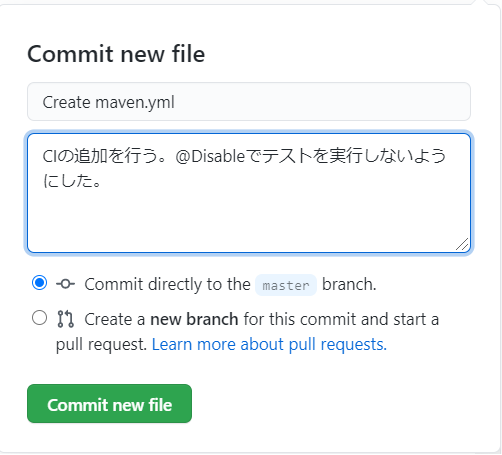 Commit new file
Create maven.yml
CIの追加を行う。@Disableでテストを実行しないよう
にした。
Commit directly to the master branch.
Create a new branch for this commit and start a
pull request. Learn more about pull requests.
Commit new file